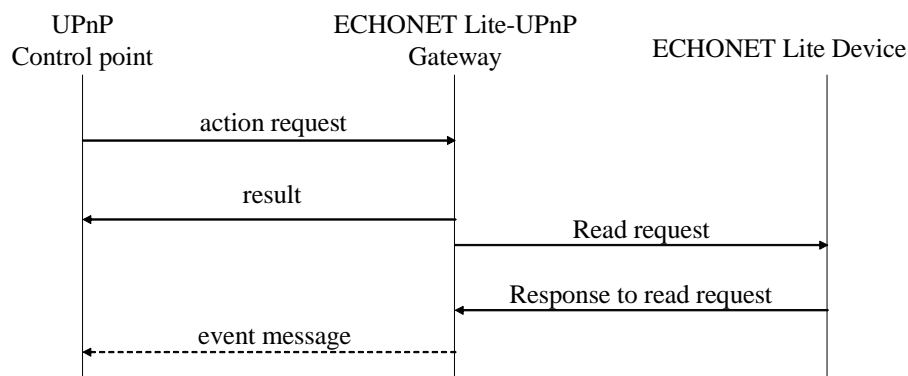 UPnP
Control point
ECHONET Lite-UPnP
Gateway
ECHONET Lite Device
action request
result
Read request
Response to read request
event message